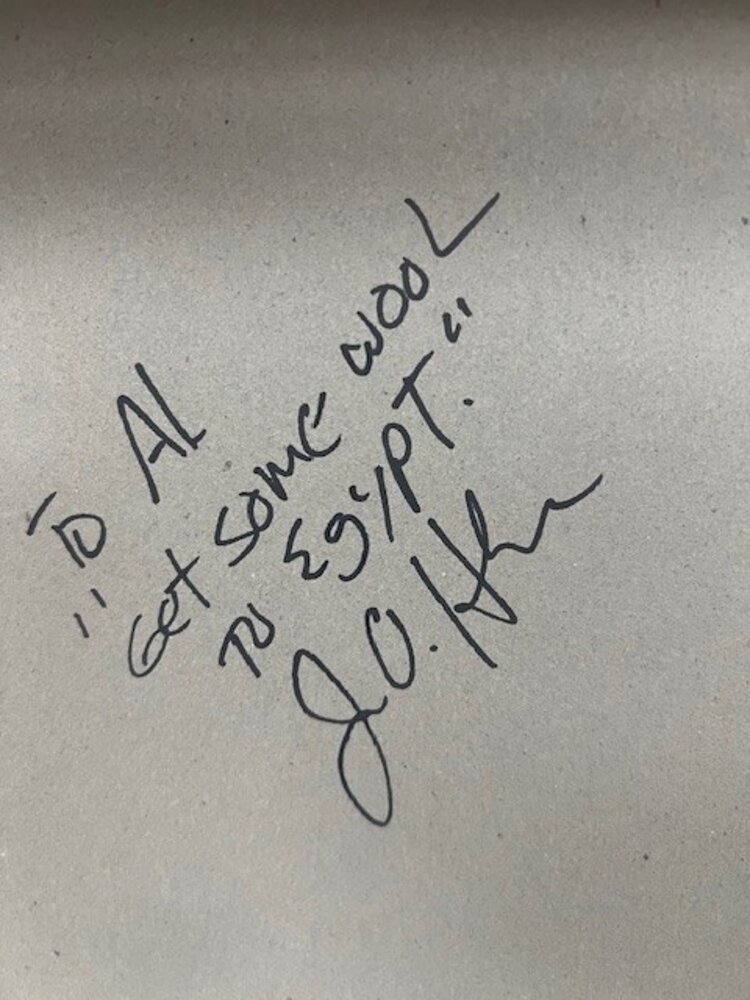 TO AL
"Get SOME WOOL
TO EgyPT."
J.O.